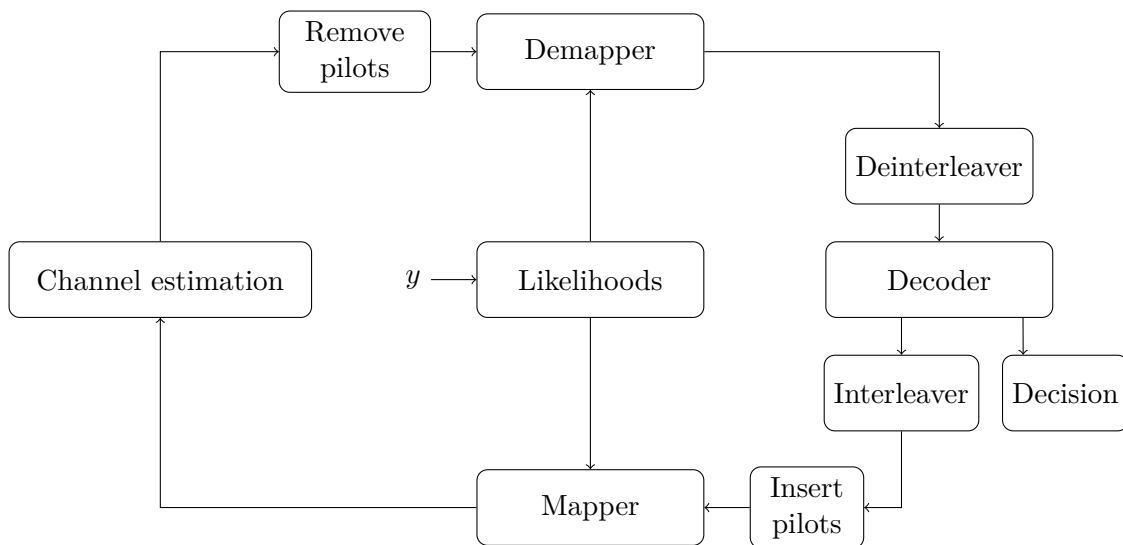 Remove
pilots
Demapper
Deinterleaver
Channel estimation
y
Likelihoods
Decoder
Interleaver
Decision
Mapper
Insert
pilots